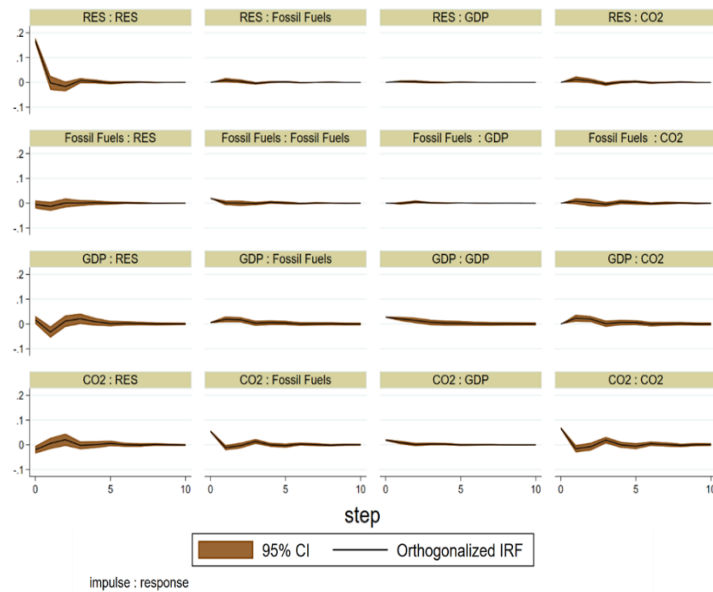 RES : RES
RES : Fossil Fuels
RES : GDP
RES : CO2
.2
.1
0
-.1
Fossil Fuels : RES
Fossil Fuels : Fossil Fuels
Fossil Fuels : GDP
Fossil Fuels : CO2
.2
.1
0
-.1
GDP : RES
GDP : Fossil Fuels
GDP : GDP
GDP : CO2
.2
.1
0
-.1
CO2 : RES
CO2 : Fossil Fuels
CO2 : GDP
CO2 : CO2
.2
.1
0
-.1
0 5 10 0 5 10 0 5 10 0 5 10
step
95% CI Orthogonalized IRF
impulse : response